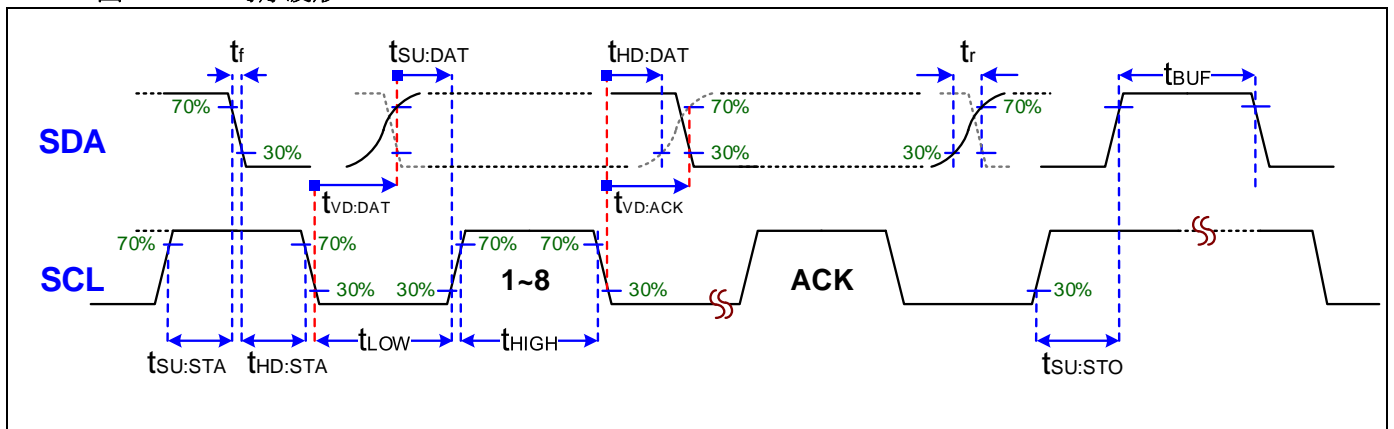 tf
tSU:DAT
tHD:DAT
tr
tBUF
70%
70%
70%
SDA
30%
30%
30%
tVD:DAT
tVD:ACK
70%
70%
70%
70%
SCL
1~8
ACK
30%
30%
30%
30%
tSU:STA
tHD:STA
tLOW
tHIGH
tSU:STO